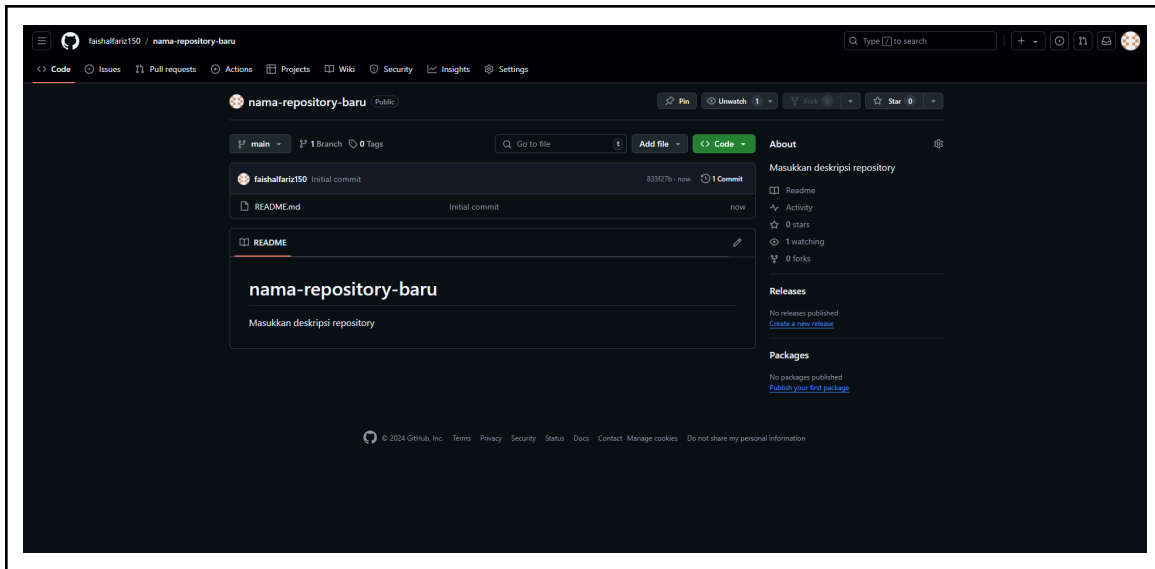 faishalfariz150 / nama-repository-baru
Type / to search
Code Issues Pull requests Actions Projects Wiki Security Insights Settings
nama-repository-baru Public
Pin Unwatch 1 Fork 0 Star 0
main 1 Branch 0 Tags Go to file t Add file Code
faishalfariz150 Initial commit 833f27b · now 1 Commit
README.md Initial commit now
README
nama-repository-baru
Masukkan deskripsi repository
About
Masukkan deskripsi repository
Readme
Activity
0 stars
1 watching
0 forks
Releases
No releases published
Create a new release
Packages
No packages published
Publish your first package
© 2024 GitHub, Inc. Terms Privacy Security Status Docs Contact Manage cookies Do not share my personal information